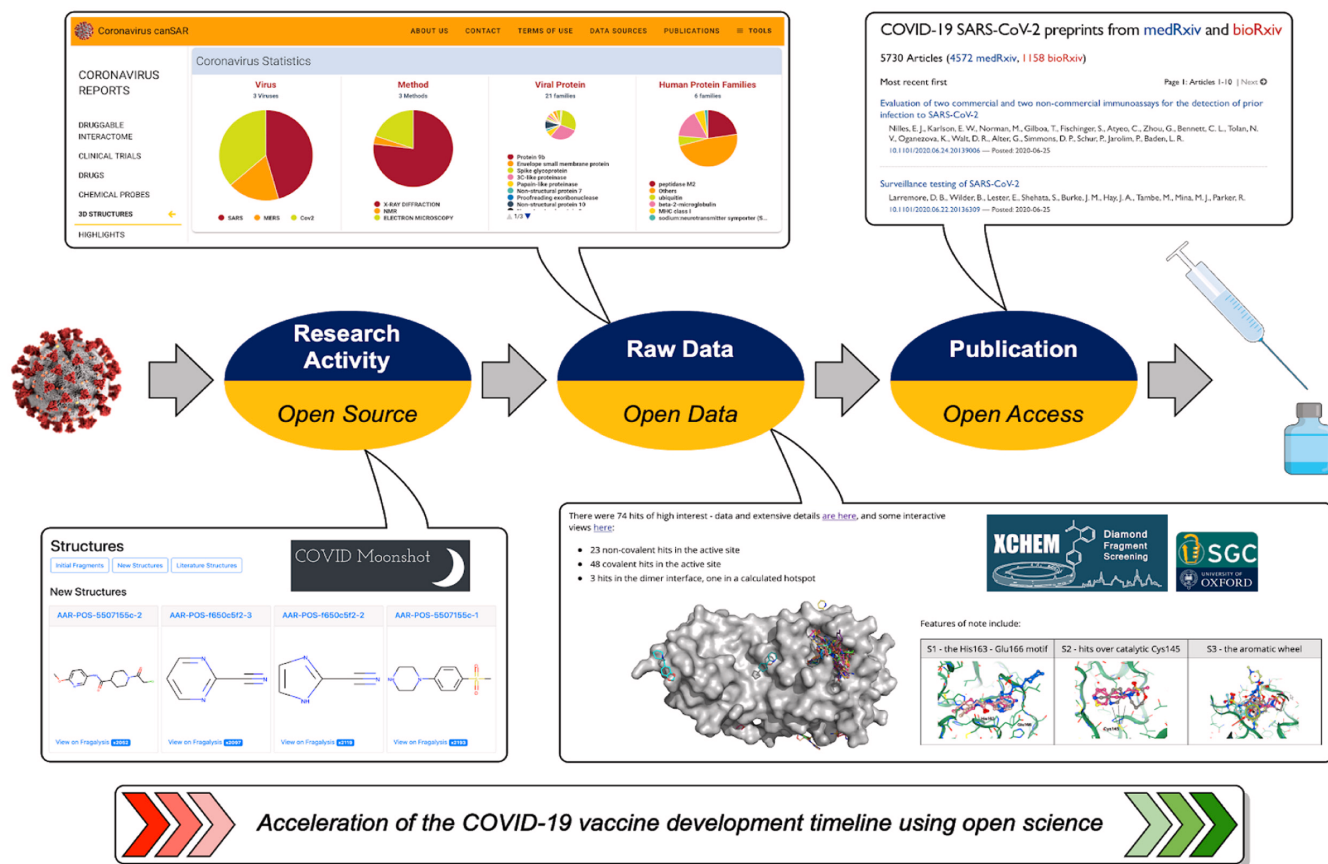 Coronavirus canSAR
ABOUT US CONTACT TERMS OF USE DATA SOURCES PUBLICATIONS ≡ TOOLS
CORONAVIRUS
REPORTS
DRUGGABLE
INTERACTOME
CLINICAL TRIALS
DRUGS
CHEMICAL PROBES
3D STRUCTURES
HIGHLIGHTS
Coronavirus Statistics
Virus
3 Viruses
SARS MERS Cov2
Method
3 Methods
X-RAY DIFFRACTION
NMR
ELECTRON MICROSCOPY
Viral Protein
21 families
Protein 9b
Envelope small membrane protein
Spike glycoprotein
3C-like proteinase
Papain-like proteinase
Non-structural protein 7
Proofreading exoribonuclease
Non-structural protein 10
1/3
Human Protein Families
6 families
peptidase M2
Others
ubiquitin
beta-2-microglobulin
MHC class I
sodium:neurotransmitter symporter (S...
COVID-19 SARS-CoV-2 preprints from medRxiv and bioRxiv
5730 Articles (4572 medRxiv, 1158 bioRxiv)
Most recent first
Page 1: Articles 1-10 | Next
Evaluation of two commercial and two non-commercial immunoassays for the detection of prior
infection to SARS-CoV-2
Nilles, E. J., Karlson, E. W., Norman, M., Gilboa, T., Fischinger, S., Atyeo, C., Zhou, G., Bennett, C. L., Tolan, N.
V., Oganezova, K., Walt, D. R., Alter, G., Simmons, D. P., Schur, P., Jarolim, P., Baden, L. R.
10.1101/2020.06.24.20139006 — Posted: 2020-06-25
Surveillance testing of SARS-CoV-2
Larremore, D. B., Wilder, B., Lester, E., Shehata, S., Burke, J. M., Hay, J. A., Tambe, M., Mina, M. J., Parker, R.
10.1101/2020.06.22.20136309 — Posted: 2020-06-25
Research
Activity
Open Source
Raw Data
Open Data
Publication
Open Access
Structures
Initial Fragments New Structures Literature Structures
COVID Moonshot
New Structures
AAR-POS-5507155c-2 AAR-POS-f650c5f2-3 AAR-POS-f650c5f2-2 AAR-POS-5507155c-1
N NH
View on Fragalysis View on Fragalysis View on Fragalysis View on Fragalysis
There were 74 hits of high interest - data and extensive details are here, and some interactive
views here:
23 non-covalent hits in the active site
48 covalent hits in the active site
3 hits in the dimer interface, one in a calculated hotspot
XCHEM
Diamond
Fragment
Screening
SGC
UNIVERSITY OF
OXFORD
Features of note include:
S1 - the His163 - Glu166 motif S2 - hits over catalytic Cys145 S3 - the aromatic wheel
Acceleration of the COVID-19 vaccine development timeline using open science